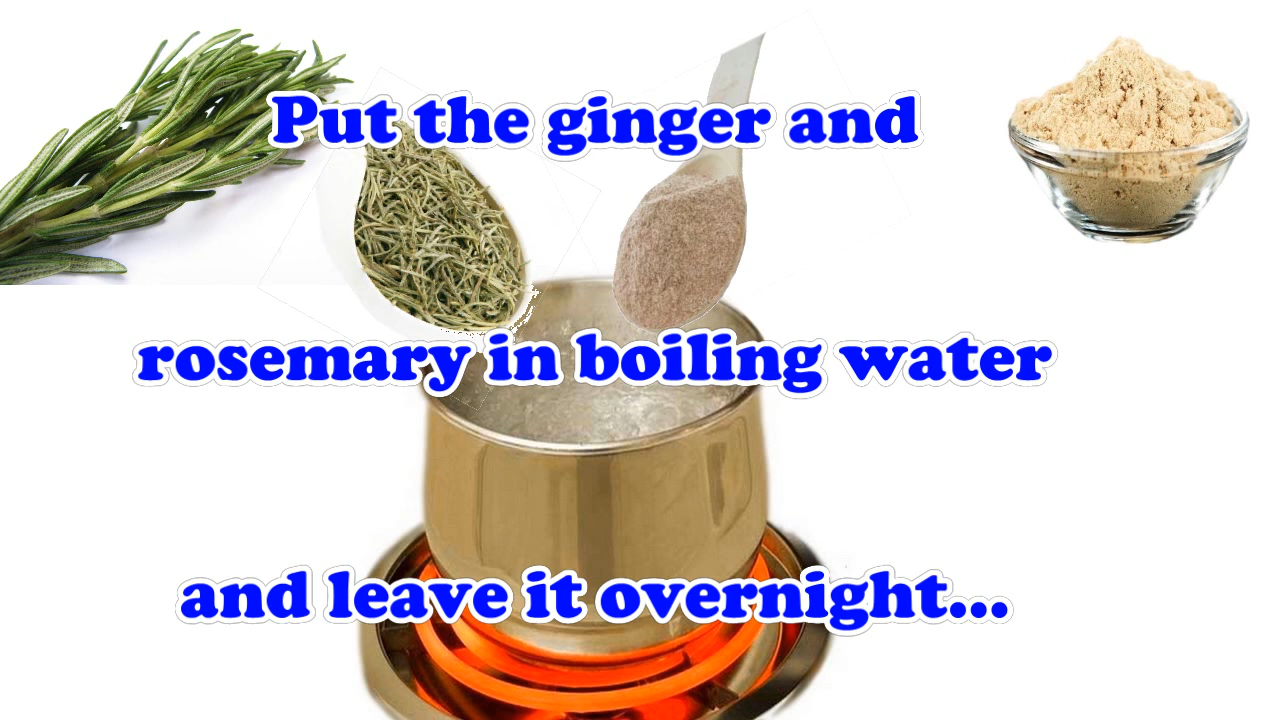 Put the ginger and
rosemary in boiling water
and leave it overnight...